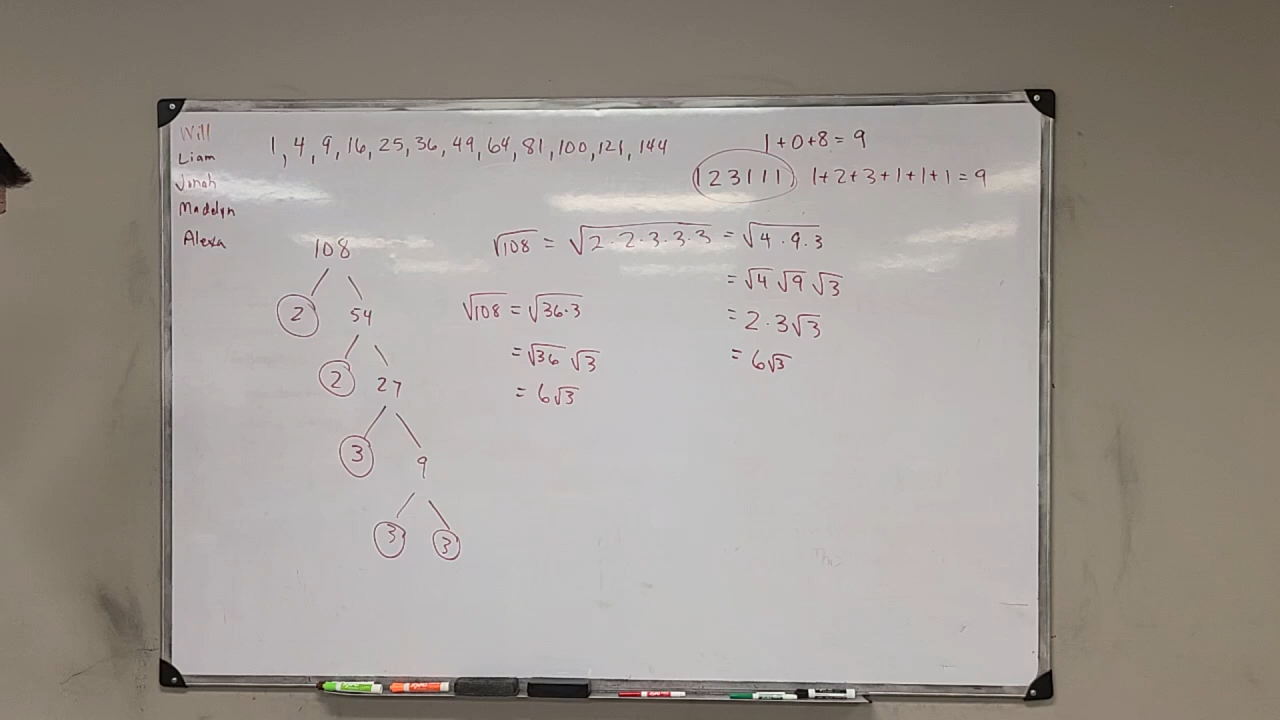 Will
Liam
Jonah
Madelyn
Alexa
1, 4, 9, 16, 25, 36, 49, 64, 81, 100, 121, 144
1+0+8=9
123111, 1+2+3+1+1+1=9
108
2 54
2 27
3 9
3 3
√108 = √2·2·3·3·3 = √4·9·3
= √4 √9 √3
= 2·3√3
= 6√3
√108 = √36·3
= √36 √3
= 6√3